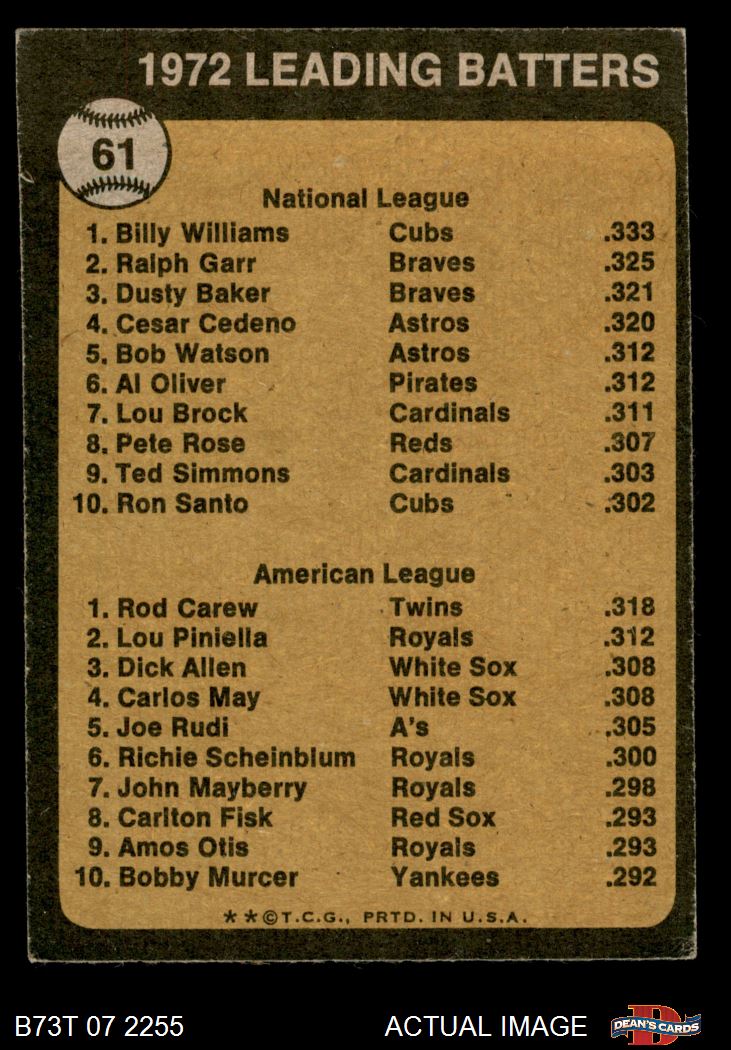 1972 LEADING BATTERS
61
National League
1. Billy Williams Cubs .333
2. Ralph Garr Braves .325
3. Dusty Baker Braves .321
4. Cesar Cedeno Astros .320
5. Bob Watson Astros .312
6. Al Oliver Pirates .312
7. Lou Brock Cardinals .311
8. Pete Rose Reds .307
9. Ted Simmons Cardinals .303
10. Ron Santo Cubs .302
American League
1. Rod Carew Twins .318
2. Lou Piniella Royals .312
3. Dick Allen White Sox .308
4. Carlos May White Sox .308
5. Joe Rudi A's .305
6. Richie Scheinblum Royals .300
7. John Mayberry Royals .298
8. Carlton Fisk Red Sox .293
9. Amos Otis Royals .293
10. Bobby Murcer Yankees .292
**©T.C.G., PRTD. IN U.S.A.
B73T 07 2255 ACTUAL IMAGE D DEAN'S CARDS